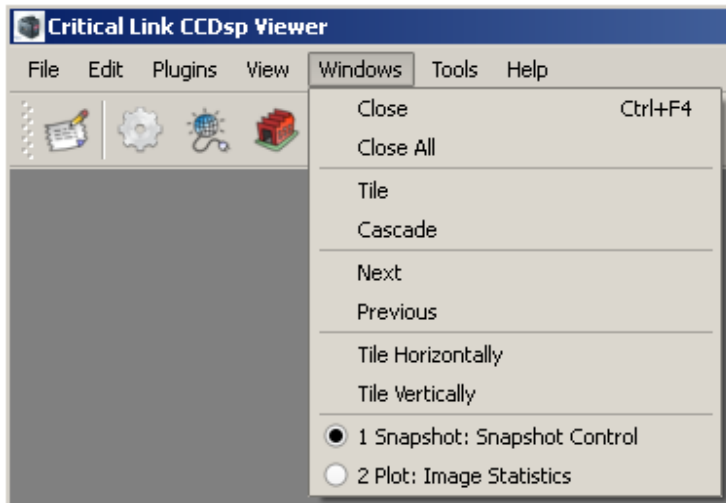 Critical Link CCDsp Viewer
File Edit Plugins View Windows Tools Help
Close Ctrl+F4
Close All
Tile
Cascade
Next
Previous
Tile Horizontally
Tile Vertically
1 Snapshot: Snapshot Control
2 Plot: Image Statistics